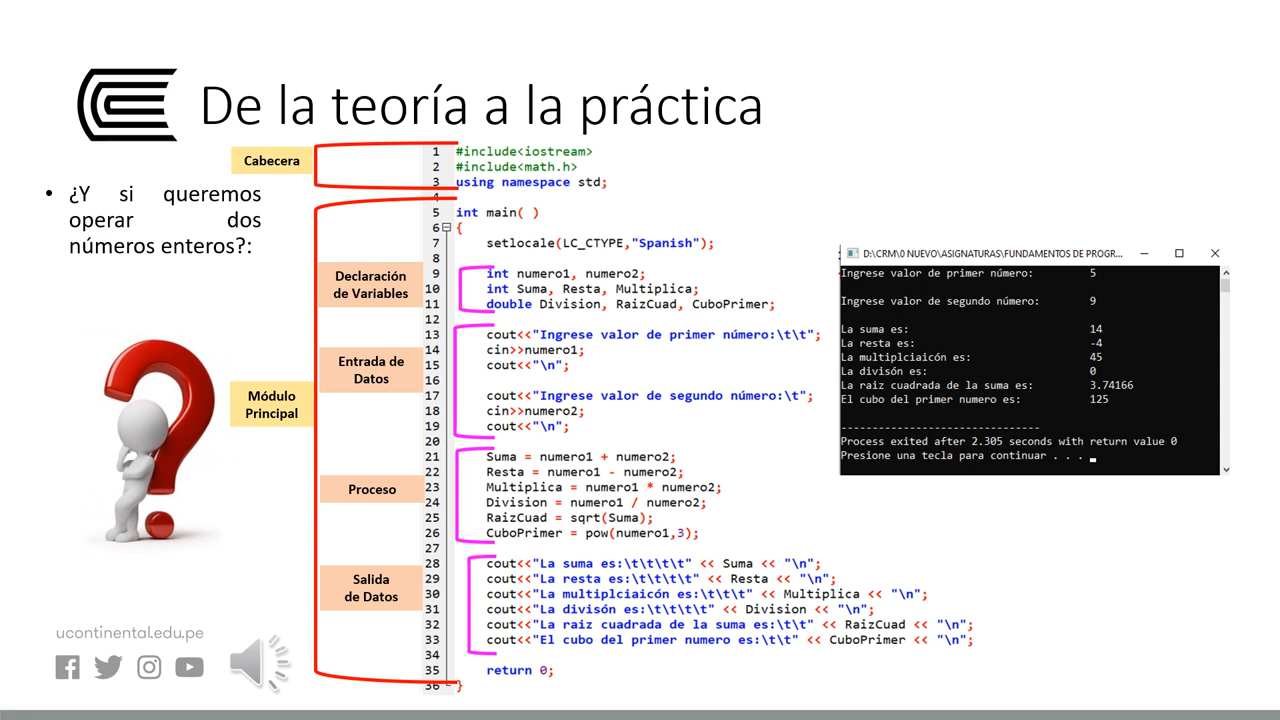 De la teoría a la práctica
• ¿Y si queremos
operar dos
números enteros?:
Cabecera
Módulo
Principal
Declaración
de Variables
Entrada de
Datos
Proceso
Salida
de Datos
1 #include<iostream>
2 #include<math.h>
3 using namespace std;
4
5 int main( )
6 {
7 setlocale(LC_CTYPE,"Spanish");
8
9 int numero1, numero2;
10 int Suma, Resta, Multiplica;
11 double Division, RaizCuad, CuboPrimer;
12
13 cout<<"Ingrese valor de primer número:\t\t";
14 cin>>numero1;
15 cout<<"\n";
16
17 cout<<"Ingrese valor de segundo número:\t";
18 cin>>numero2;
19 cout<<"\n";
20
21 Suma = numero1 + numero2;
22 Resta = numero1 - numero2;
23 Multiplica = numero1 * numero2;
24 Division = numero1 / numero2;
25 RaizCuad = sqrt(Suma);
26 CuboPrimer = pow(numero1,3);
27
28 cout<<"La suma es:\t\t\t\t" << Suma << "\n";
29 cout<<"La resta es:\t\t\t\t" << Resta << "\n";
30 cout<<"La multiplciaicón es:\t\t\t" << Multiplica << "\n";
31 cout<<"La divisón es:\t\t\t\t\t" << Division << "\n";
32 cout<<"La raiz cuadrada de la suma es:\t\t" << RaizCuad << "\n";
33 cout<<"El cubo del primer numero es:\t\t" << CuboPrimer << "\n";
34
35 return 0;
36 }
D:\CRM\0 NUEVO\ASIGNATURAS\FUNDAMENTOS DE PROGR...
Ingrese valor de primer número: 5
Ingrese valor de segundo número: 9
La suma es: 14
La resta es: -4
La multiplciaicón es: 45
La divisón es: 0
La raiz cuadrada de la suma es: 3.74166
El cubo del primer numero es: 125
--------------------------------
Process exited after 2.305 seconds with return value 0
Presione una tecla para continuar . . .
ucontinental.edu.pe